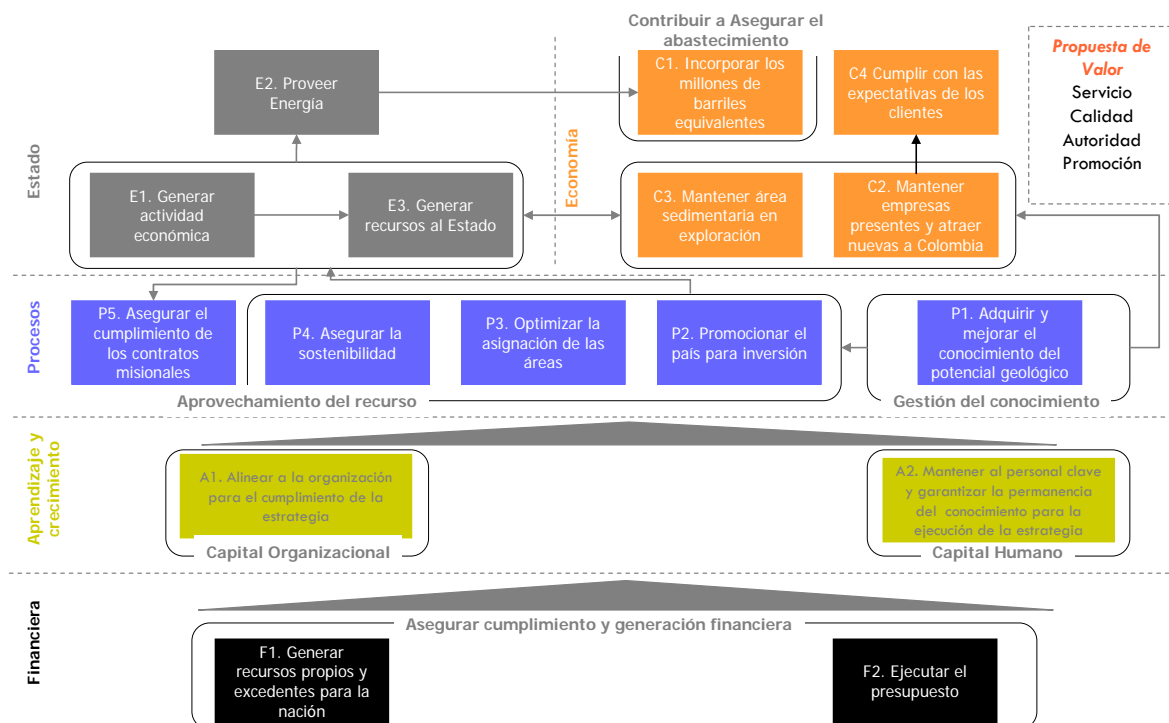 Contribuir a Asegurar el
abastecimiento
Estado
E2. Proveer
Energía
Economía
C1. Incorporar los
millones de
barriles
equivalentes
C4 Cumplir con las
expectativas de los
clientes
Propuesta de
Valor
Servicio
Calidad
Autoridad
Promoción
E1. Generar
actividad
económica
E3. Generar
recursos al Estado
C3. Mantener área
sedimentaria en
exploración
C2. Mantener
empresas
presentes y atraer
nuevas a Colombia
Procesos
P5. Asegurar el
cumplimiento de
los contratos
misionales
P4. Asegurar la
sostenibilidad
P3. Optimizar la
asignación de las
áreas
P2. Promocionar el
país para inversión
P1. Adquirir y
mejorar el
conocimiento del
potencial geológico
Aprovechamiento del recurso
Gestión del conocimiento
Aprendizaje y
crecimiento
A1. Alinear a la organización
para el cumplimiento de la
estrategia
Capital Organizacional
A2. Mantener al personal clave
y garantizar la permanencia
del conocimiento para la
ejecución de la estrategia
Capital Humano
Financiera
Asegurar cumplimiento y generación financiera
F1. Generar
recursos propios y
excedentes para la
nación
F2. Ejecutar el
presupuesto